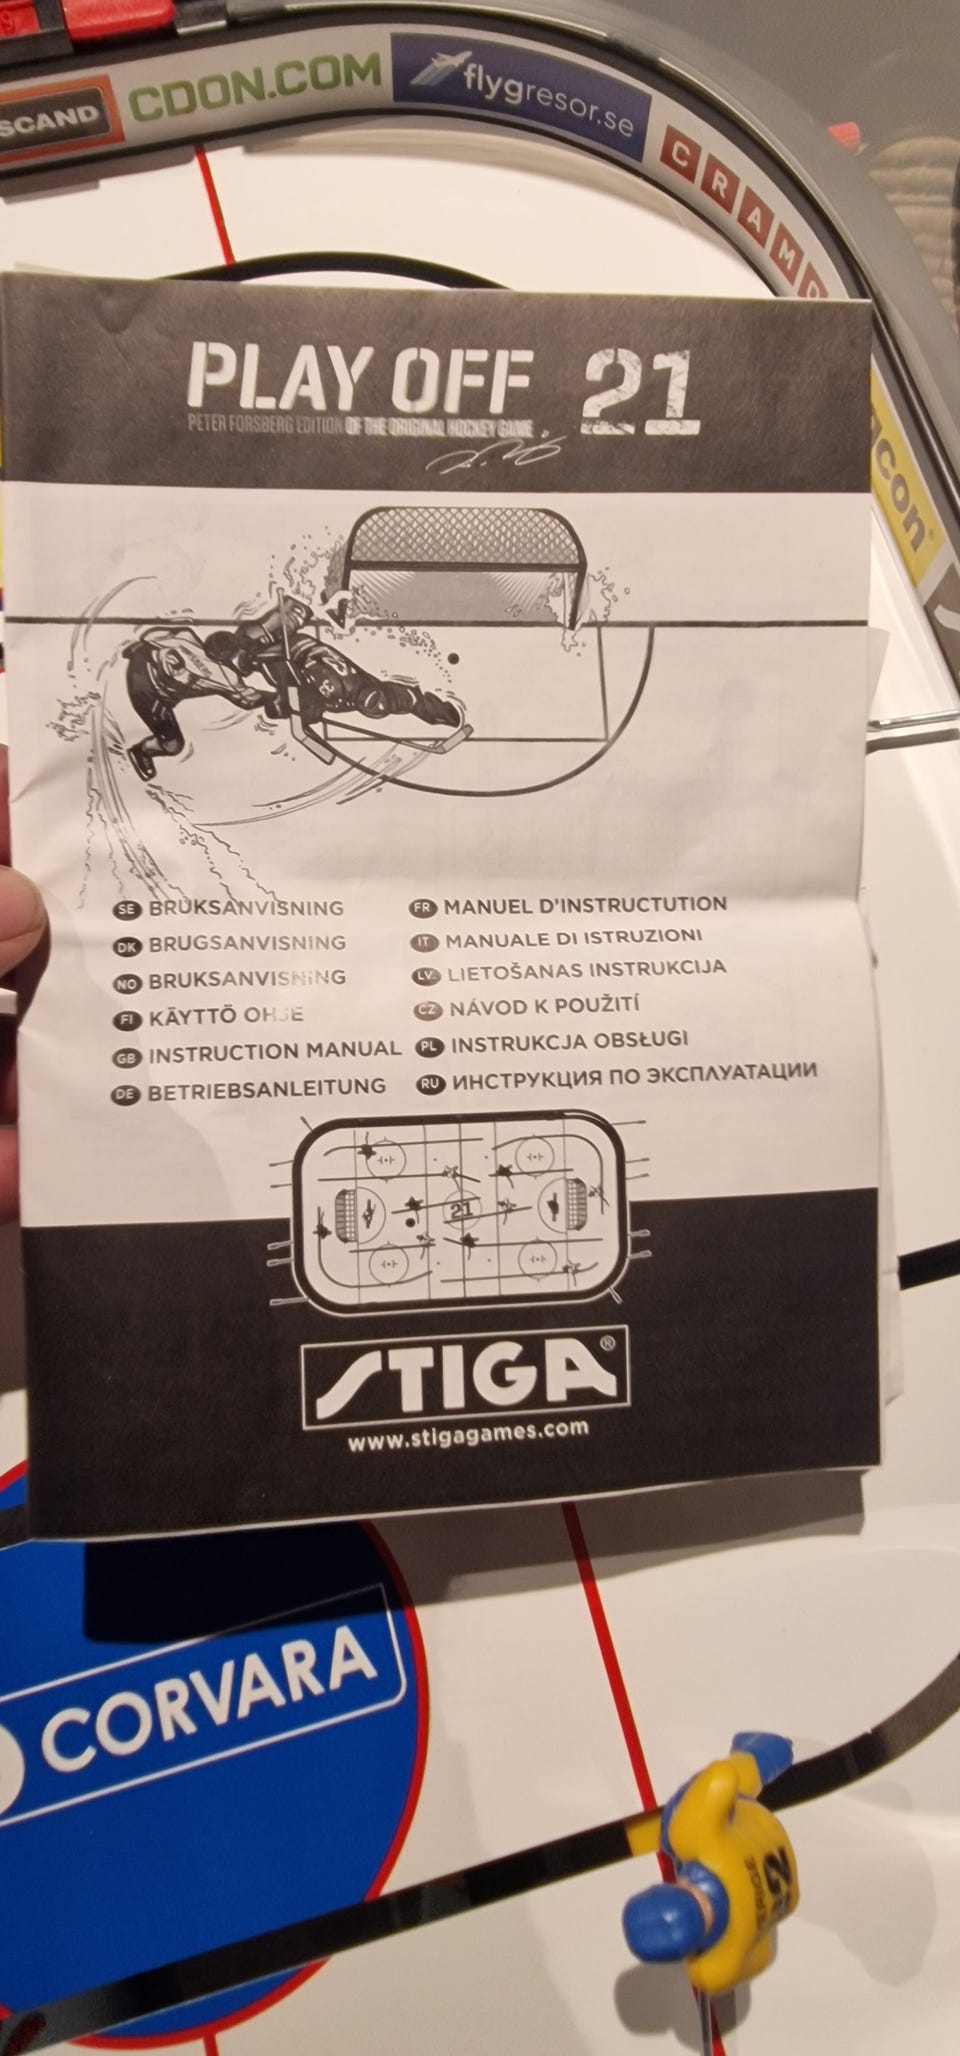 SCAND
CDON.COM
flygresor.se
CRAMO
PLAY OFF 21
PETER FORSBERG EDITION OF THE ORIGINAL HOCKEY GAME
SE BRUKSANVISNING
DK BRUGSANVISNING
NO BRUKSANVISNING
FI KÄYTTÖ OHJE
GB INSTRUCTION MANUAL
DE BETRIEBSANLEITUNG
FR MANUEL D'INSTRUCTUTION
IT MANUALE DI ISTRUZIONI
LV LIETOŠANAS INSTRUKCIJA
CZ NÁVOD K POUŽITÍ
PL INSTRUKCJA OBSŁUGI
RU ИНСТРУКЦИЯ ПО ЭКСПЛУАТАЦИИ
21
STIGA®
www.stigagames.com
CORVARA